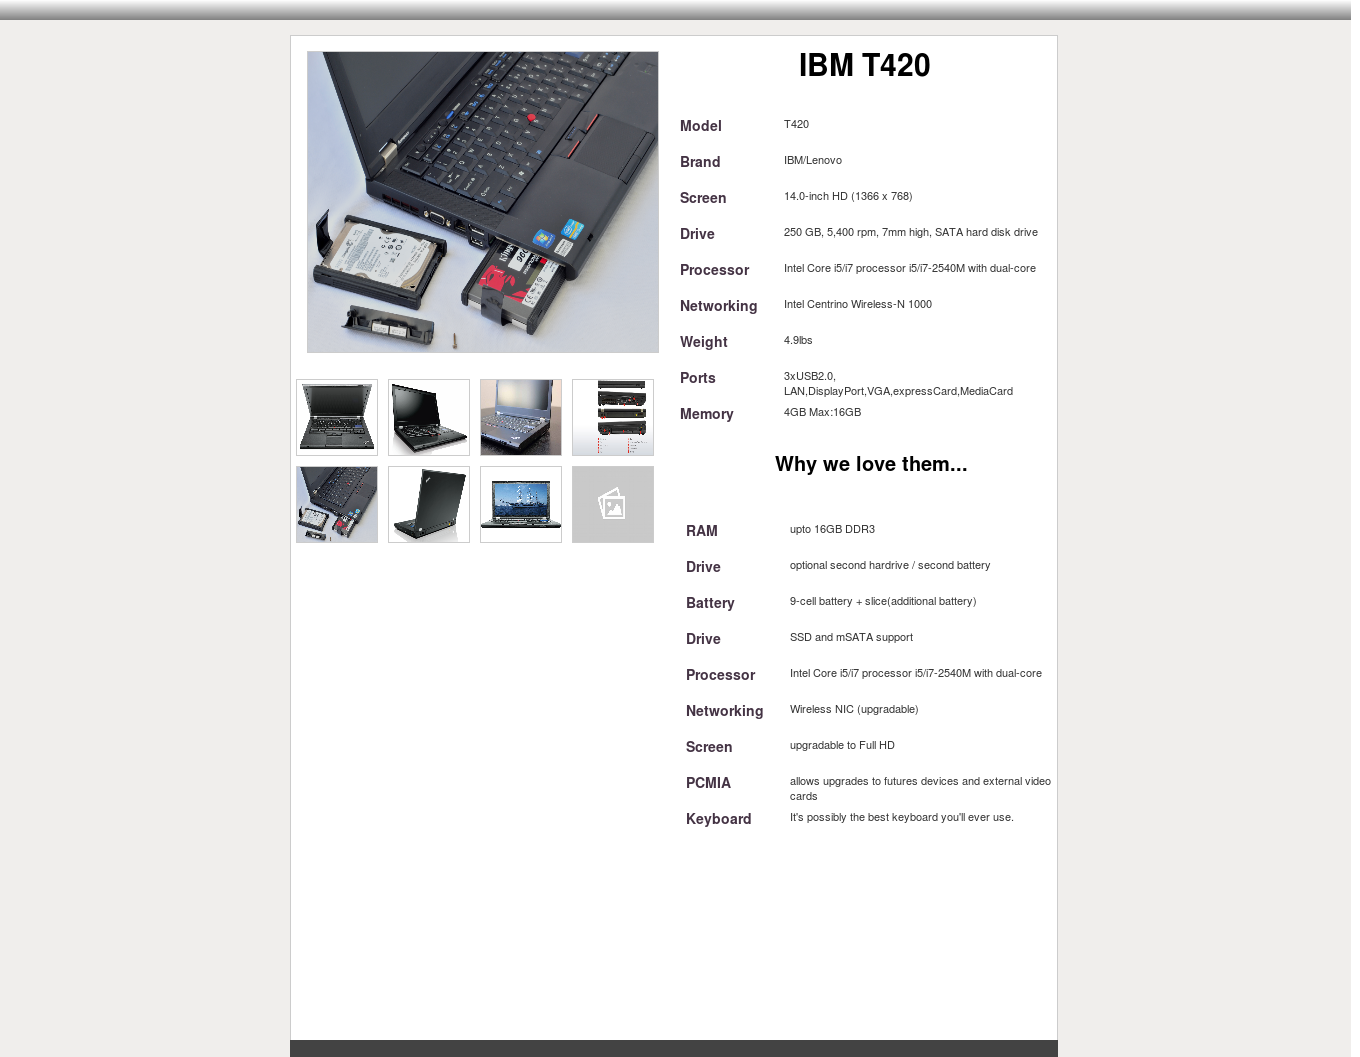 IBM T420
Model T420
Brand IBM/Lenovo
Screen 14.0-inch HD (1366 x 768)
Drive 250 GB, 5,400 rpm, 7mm high, SATA hard disk drive
Processor Intel Core i5/i7 processor i5/i7-2540M with dual-core
Networking Intel Centrino Wireless-N 1000
Weight 4.9lbs
Ports 3xUSB2.0,
LAN,DisplayPort,VGA,expressCard,MediaCard
Memory 4GB Max:16GB
Why we love them...
RAM upto 16GB DDR3
Drive optional second hardrive / second battery
Battery 9-cell battery + slice(additional battery)
Drive SSD and mSATA support
Processor Intel Core i5/i7 processor i5/i7-2540M with dual-core
Networking Wireless NIC (upgradable)
Screen upgradable to Full HD
PCMIA allows upgrades to futures devices and external video
cards
Keyboard It's possibly the best keyboard you'll ever use.